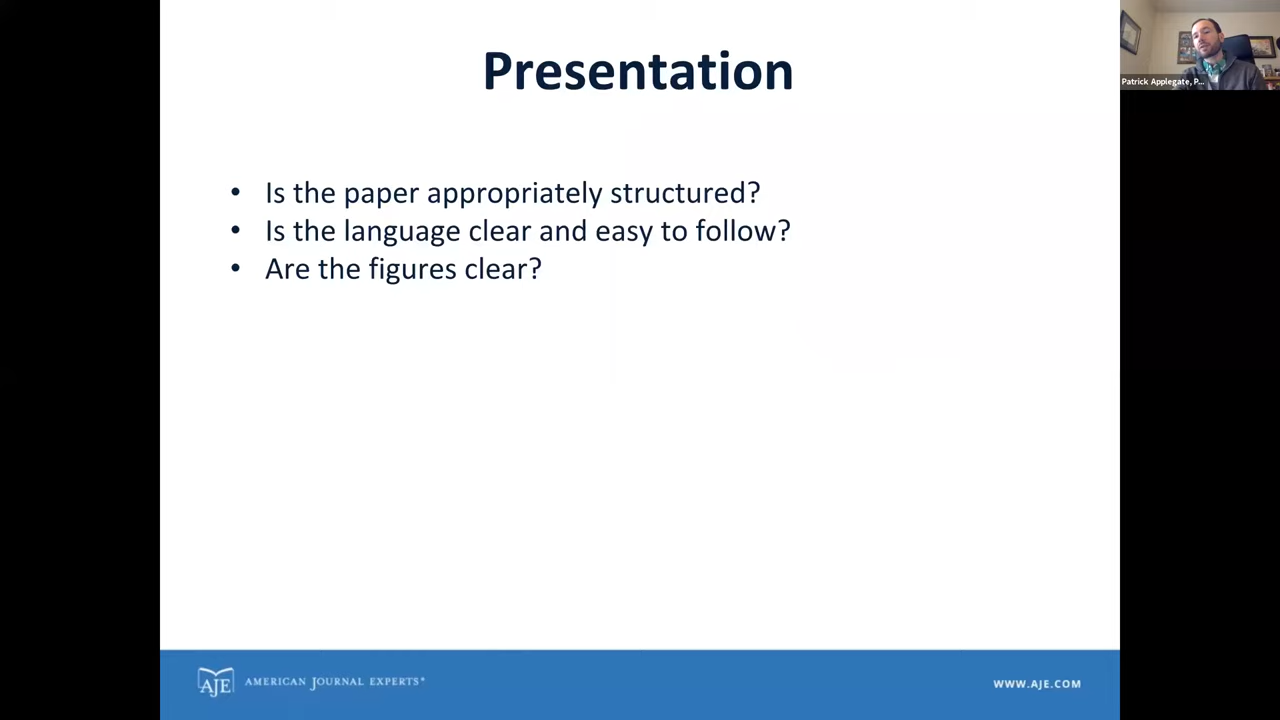 Presentation
Patrick Applegate, P...
• Is the paper appropriately structured?
• Is the language clear and easy to follow?
• Are the figures clear?
AJE AMERICAN JOURNAL EXPERTS®
WWW.AJE.COM